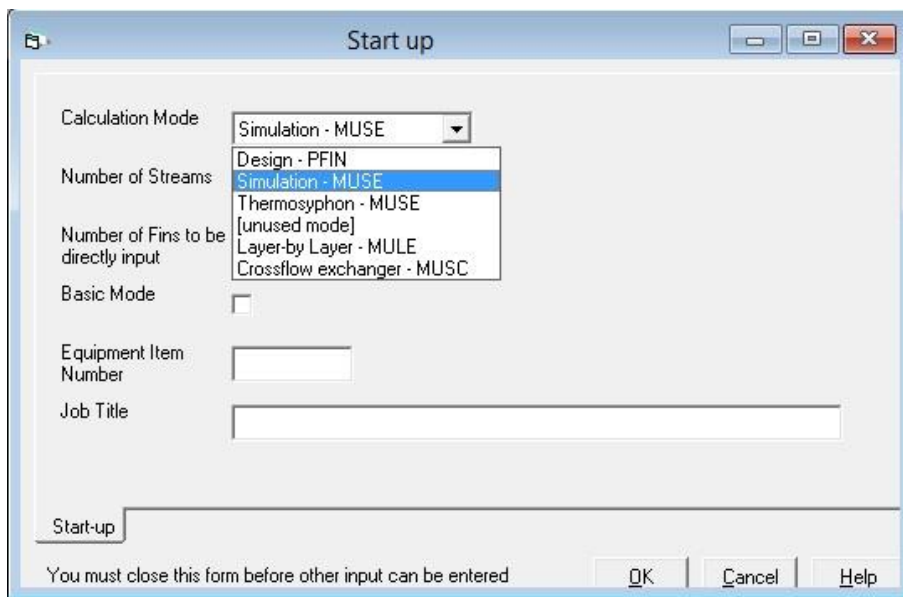 Start up
Calculation Mode
Simulation - MUSE
Design - PFIN
Simulation - MUSE
Number of Streams
Thermosyphon - MUSE
[unused mode]
Number of Fins to be
directly input
Layer-by Layer - MULE
Crossflow exchanger - MUSC
Basic Mode
Equipment Item
Number
Job Title
Start-up
You must close this form before other input can be entered
OK
Cancel
Help